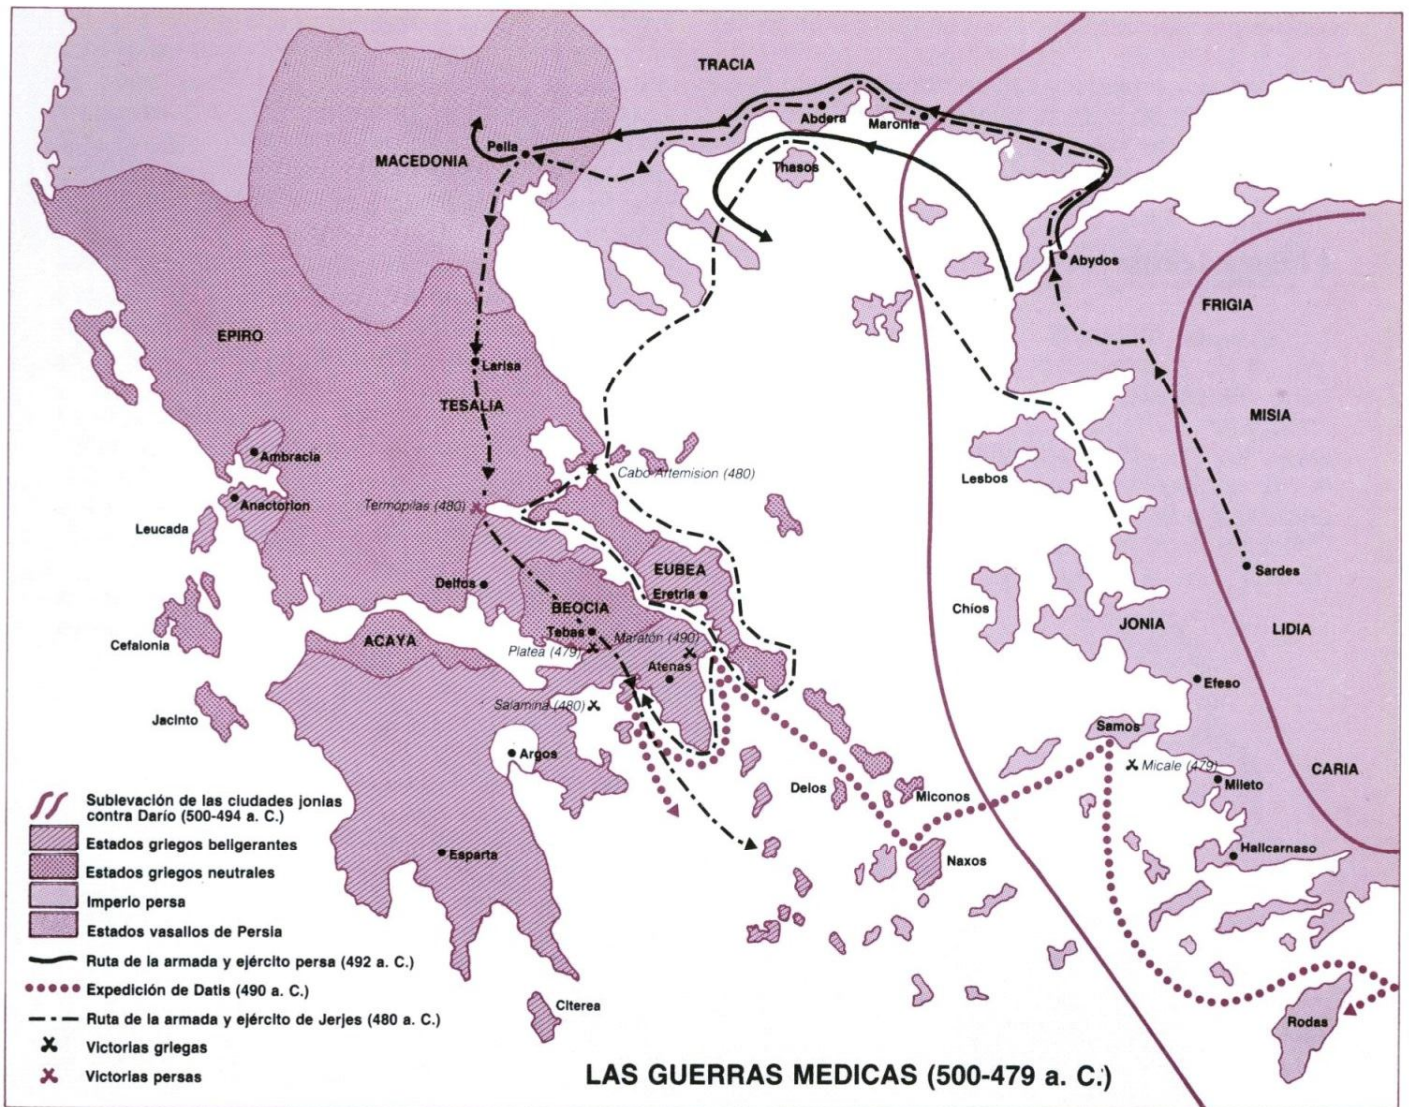 TRACIA
Abdera
Maronia
Pella
MACEDONIA
Thasos
Abydos
FRIGIA
EPIRO
Larisa
TESALIA
MISIA
Ambracia
Cabo Artemision (480)
Lesbos
Anactorion
Termópilas (480)
Leucada
Sardes
EUBEA
Delfos
Eretria
BEOCIA
Chíos
JONIA
LIDIA
Tebas
Maratón (490)
ACAYA
Cefalonia
Platea (479)
Atenas
Efeso
Salamina (480)
Jacinto
Samos
Argos
Micale (479)
CARIA
Mileto
Delos
Miconos
Sublevación de las ciudades jonias
contra Darío (500-494 a. C.)
Estados griegos beligerantes
Esparta
Naxos
Halicarnaso
Estados griegos neutrales
Imperio persa
Estados vasallos de Persia
Ruta de la armada y ejército persa (492 a. C.)
Expedición de Datis (490 a. C.)
Citerea
Ruta de la armada y ejército de Jerjes (480 a. C.)
Rodas
Victorias griegas
Victorias persas
LAS GUERRAS MEDICAS (500-479 a. C.)